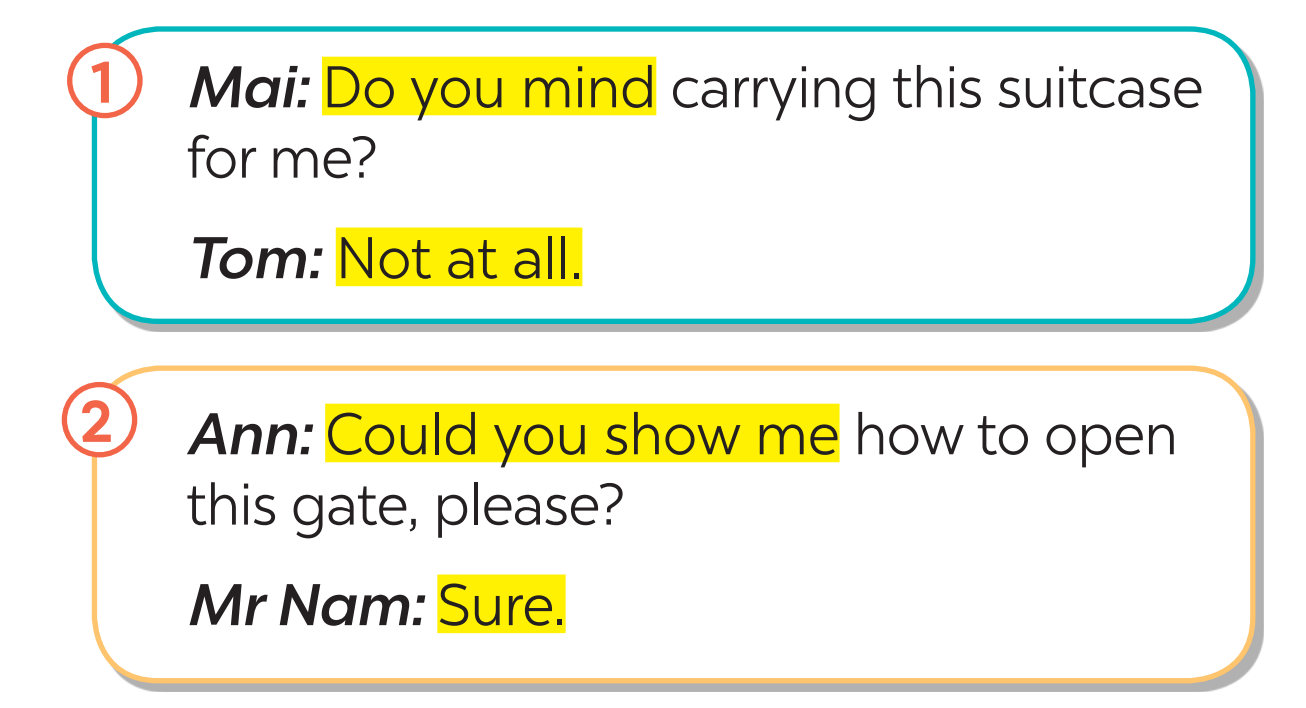 1
Mai: Do you mind carrying this suitcase
for me?
Tom: Not at all.
2
Ann: Could you show me how to open
this gate, please?
Mr Nam: Sure.